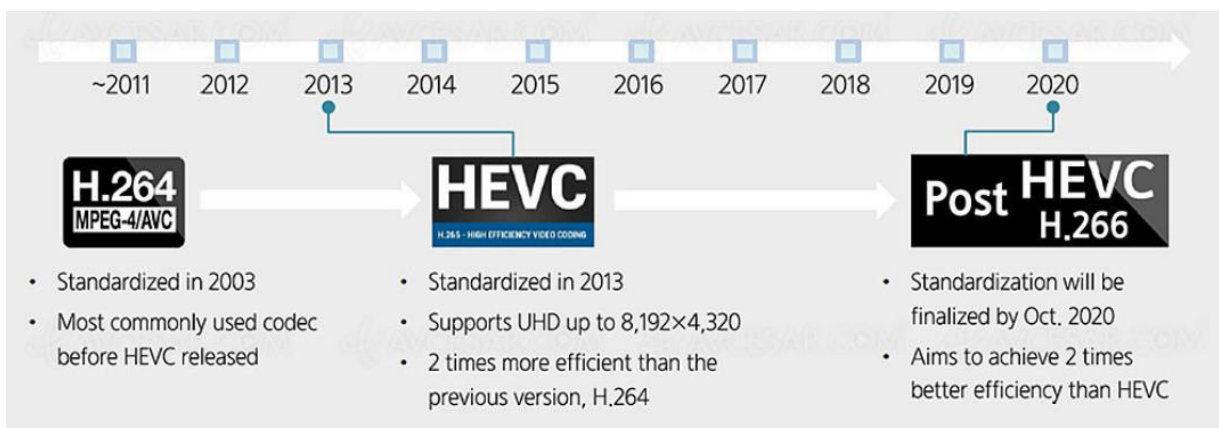 ~2011 2012 2013 2014 2015 2016 2017 2018 2019 2020
H.264
MPEG-4/AVC
HEVC
H.265 - HIGH EFFICIENCY VIDEO CODING
Post HEVC
H.266
• Standardized in 2003
• Most commonly used codec
before HEVC released
• Standardized in 2013
• Supports UHD up to 8,192×4,320
• 2 times more efficient than the
previous version, H.264
• Standardization will be
finalized by Oct. 2020
• Aims to achieve 2 times
better efficiency than HEVC